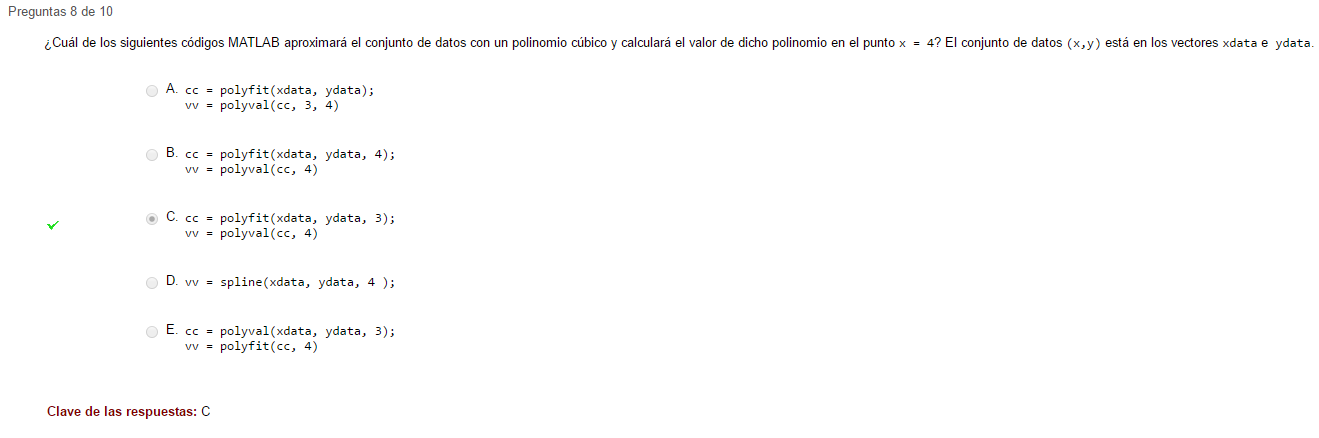 Preguntas 8 de 10
¿Cuál de los siguientes códigos MATLAB aproximará el conjunto de datos con un polinomio cúbico y calculará el valor de dicho polinomio en el punto x = 4? El conjunto de datos (x,y) está en los vectores xdata e ydata.
A. cc = polyfit(xdata, ydata);
vv = polyval(cc, 3, 4)
B. cc = polyfit(xdata, ydata, 4);
vv = polyval(cc, 4)
C. cc = polyfit(xdata, ydata, 3);
vv = polyval(cc, 4)
D. vv = spline(xdata, ydata, 4 );
E. cc = polyval(xdata, ydata, 3);
vv = polyfit(cc, 4)
Clave de las respuestas: C